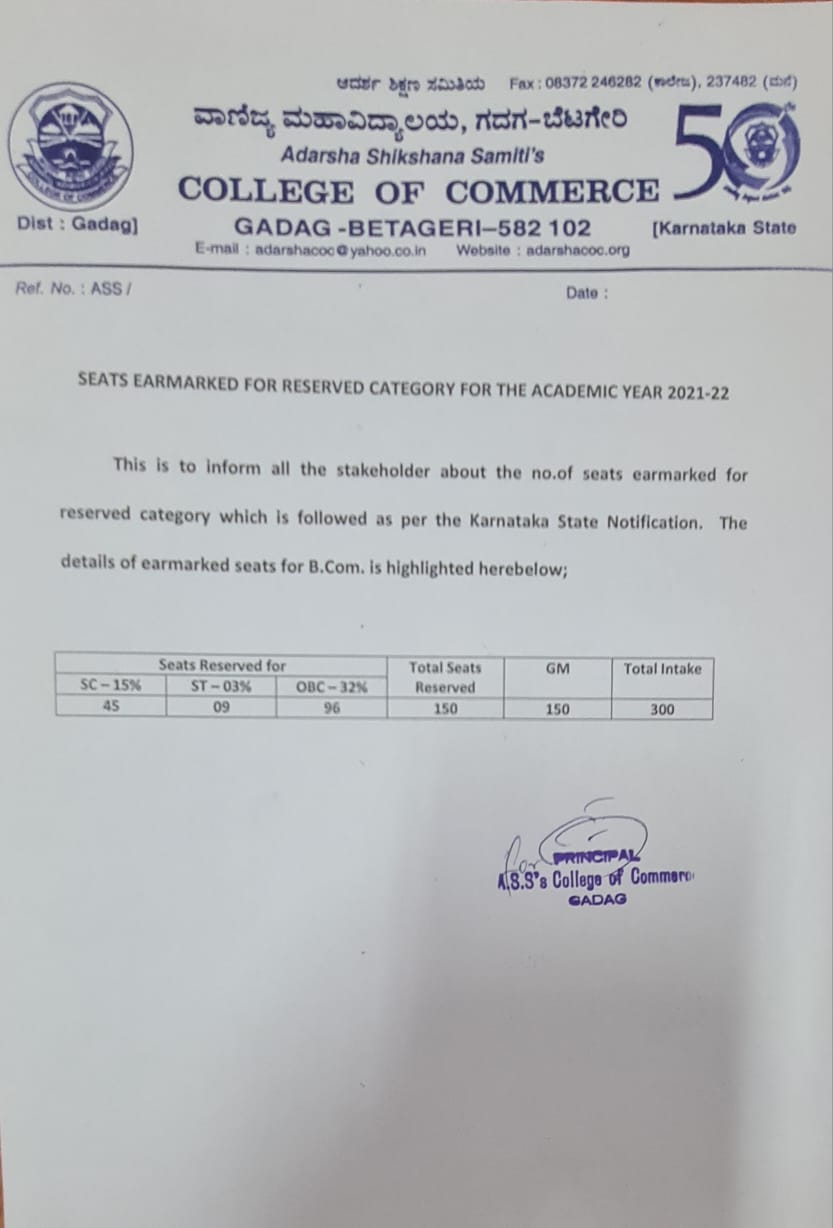 ಆದರ್ಶ ಶಿಕ್ಷಣ ಸಮಿತಿಯ Fax : 08372 246282 (ಕಾಲೇಜು), 237482 (ಮನೆ)
ವಾಣಿಜ್ಯ ಮಹಾವಿದ್ಯಾಲಯ, ಗದಗ-ಬೆಟಗೇರಿ
Adarsha Shikshana Samiti's
COLLEGE OF COMMERCE
50
Dist : Gadag] GADAG -BETAGERI–582 102 [Karnataka State
E-mail : adarshacoc@yahoo.co.in Website : adarshacoc.org
Ref. No. : ASS / Date :
SEATS EARMARKED FOR RESERVED CATEGORY FOR THE ACADEMIC YEAR 2021-22
This is to inform all the stakeholder about the no.of seats earmarked for
reserved category which is followed as per the Karnataka State Notification. The
details of earmarked seats for B.Com. is highlighted herebelow;
Seats Reserved for Total Seats Reserved GM Total Intake
SC – 15% ST – 03% OBC – 32%
45 09 96 150 150 300
For
PRINCIPAL
A.S.S's College of Commerc
GADAG